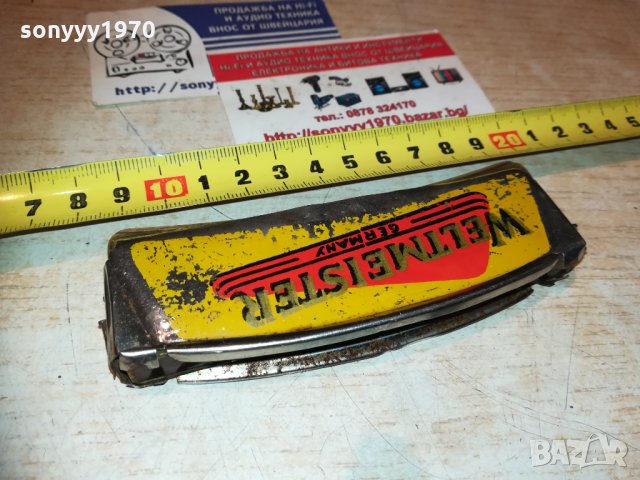 sonyyy1970
ПРОДАЖБА НА Hi-Fi
И АУДИО ТЕХНИКА
ВНОС ОТ ШВЕЙЦАРИЯ
http://sony
ПРОДАЖБА НА АНТИКИ И ИНСТРУМЕНТИ
Hi-Fi И АУДИО ТЕХНИКА ВНОС ОТ ШВЕЙЦАРИЯ
ЕЛЕКТРОНИКА И БИТОВА ТЕХНИКА
тел.: 0878 324170
http://sonyyy1970.bazar.bg/
7 8 9 10 1 2 3 4 5 6 7 8 9 20 1 2 3 4
WELTMEISTER
GERMANY
BAZAR